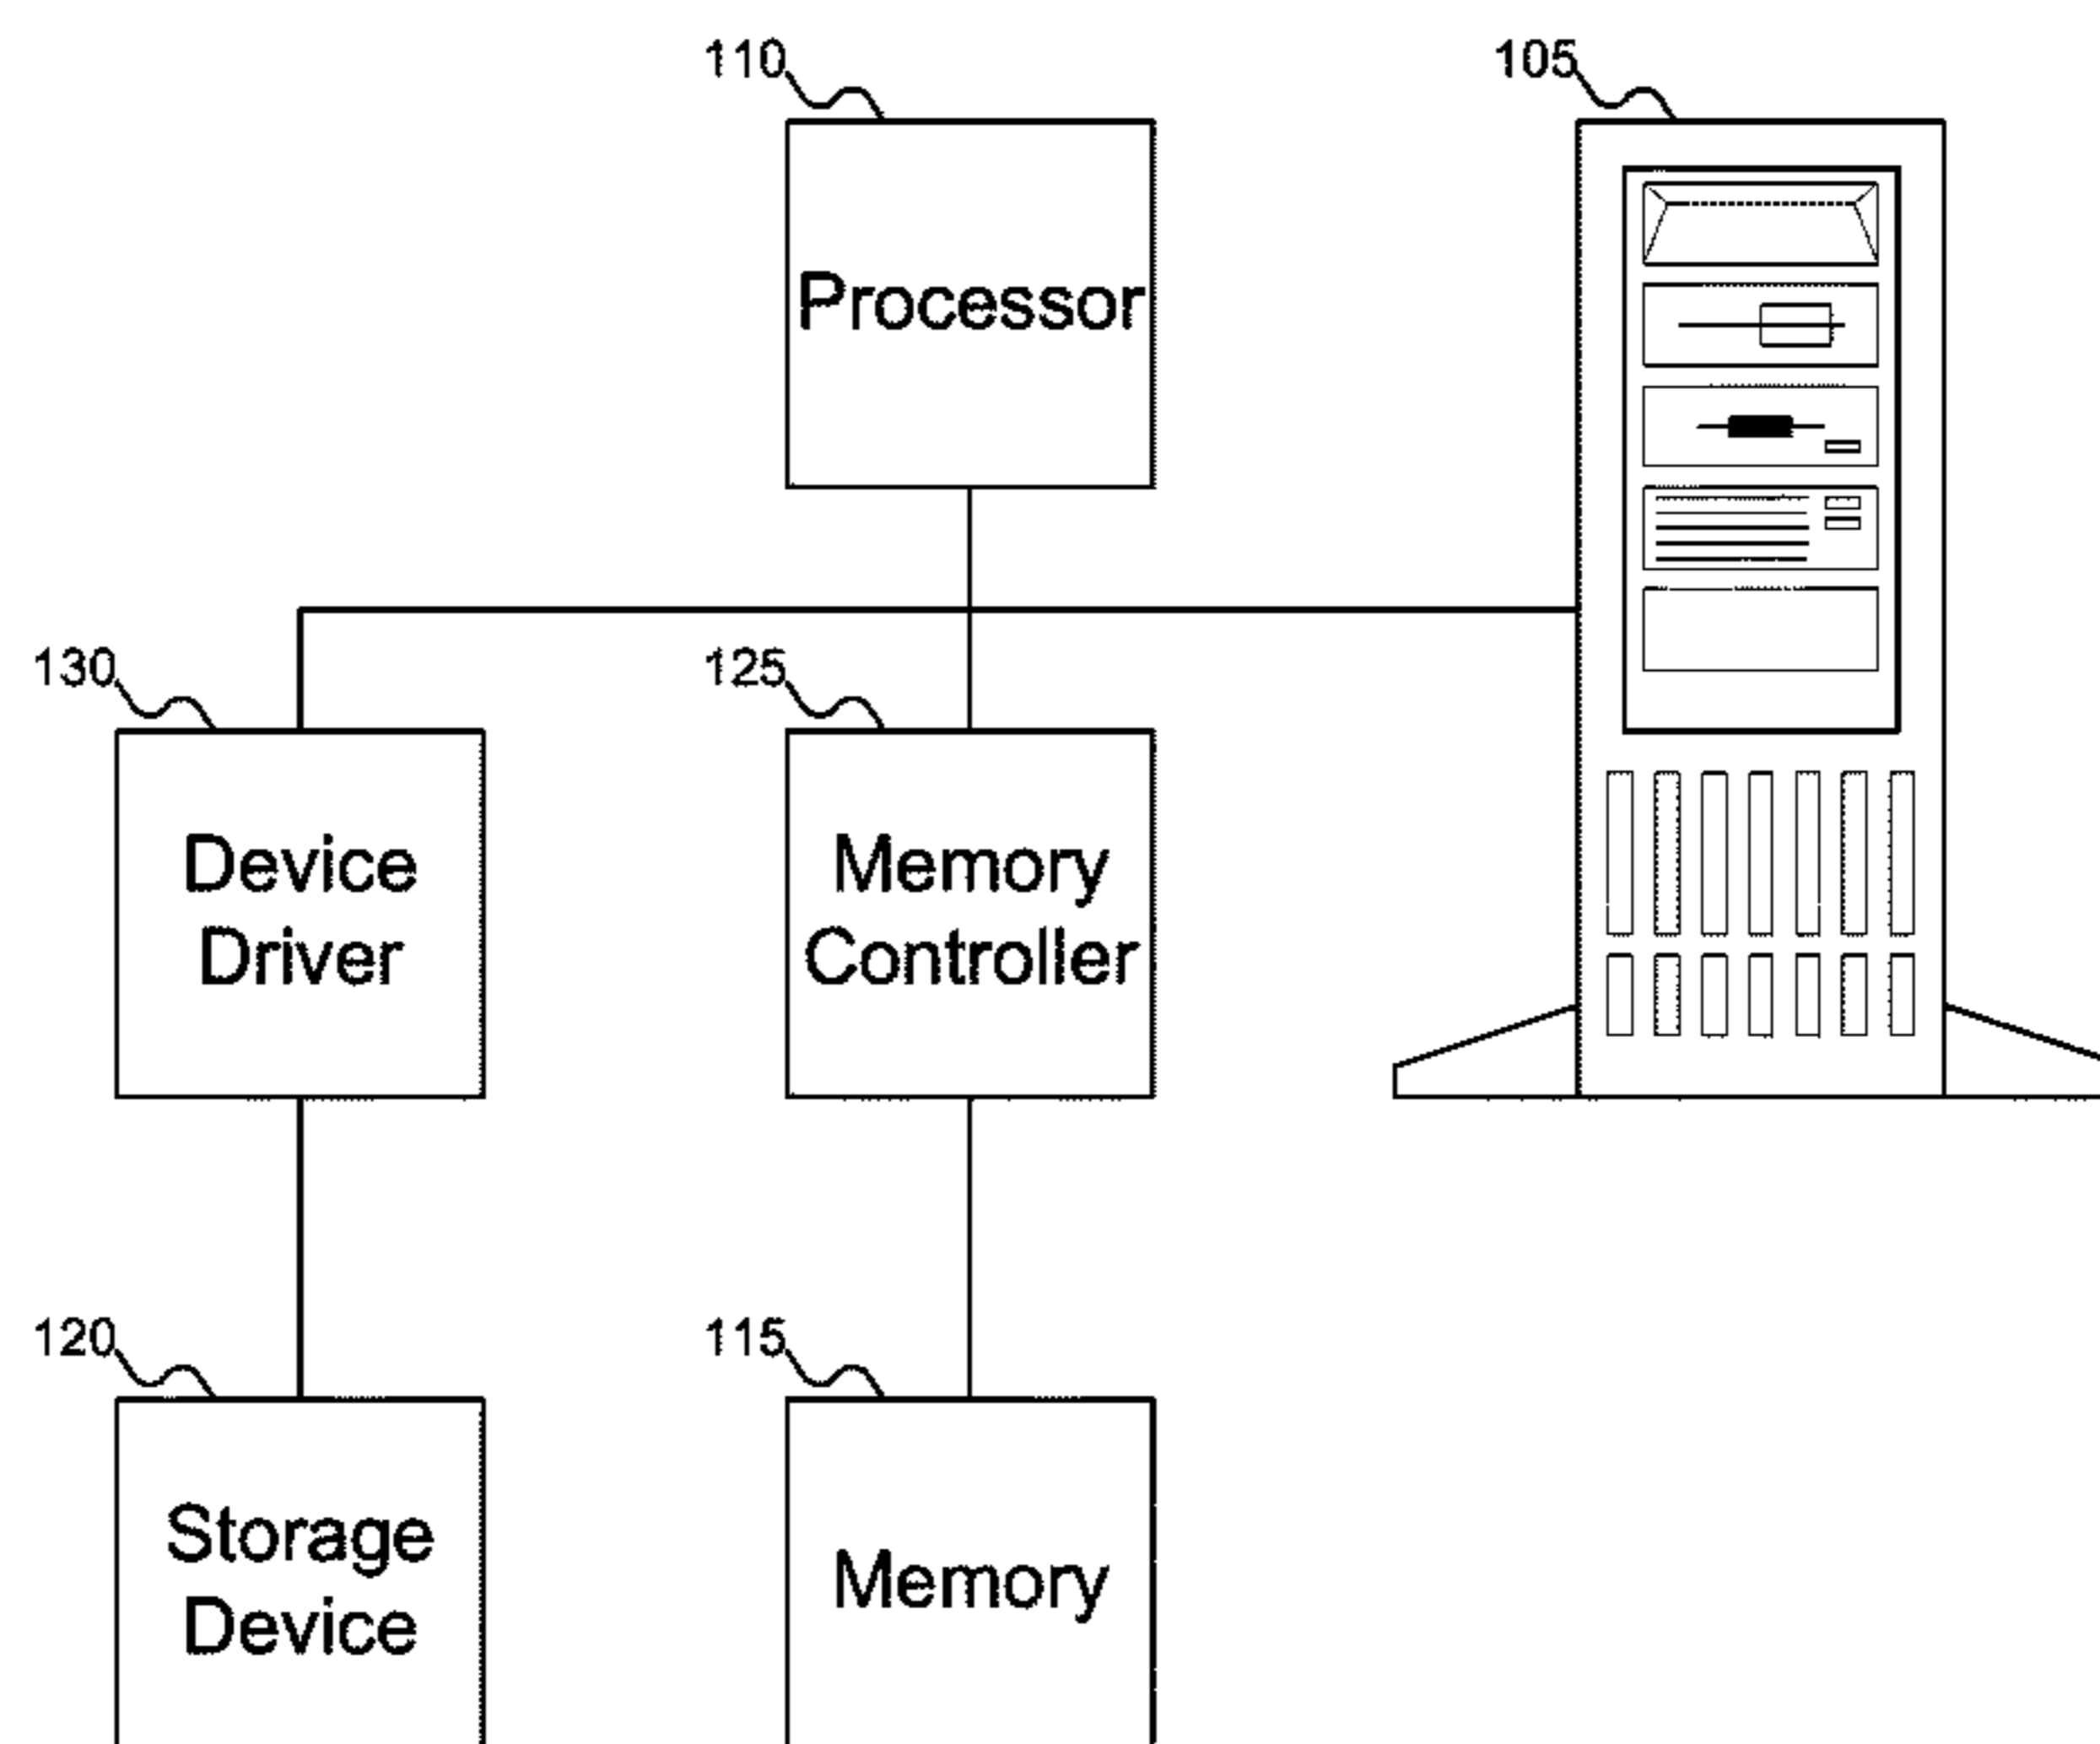 110
105
Processor
130
125
Device
Driver
Memory
Controller
120
115
Storage
Device
Memory